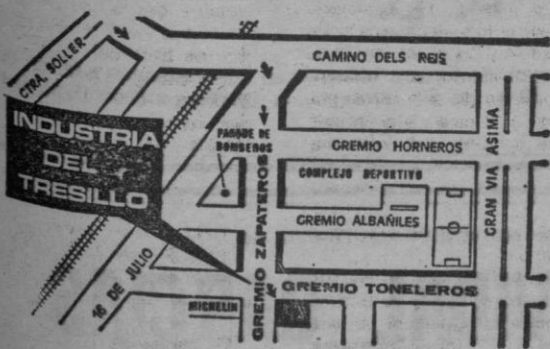 CTRA. SOLLER
CAMINO DELS REIS
INDUSTRIA
DEL
TRESILLO
PARQUE DE
BOMBEROS
GREMIO HORNEROS
COMPLEJO DEPORTIVO
GREMIO ALBAÑILES
GREMIO ZAPATEROS
GRAN VIA ASIMA
16 DE JULIO
GREMIO TONELEROS
MICHELIN